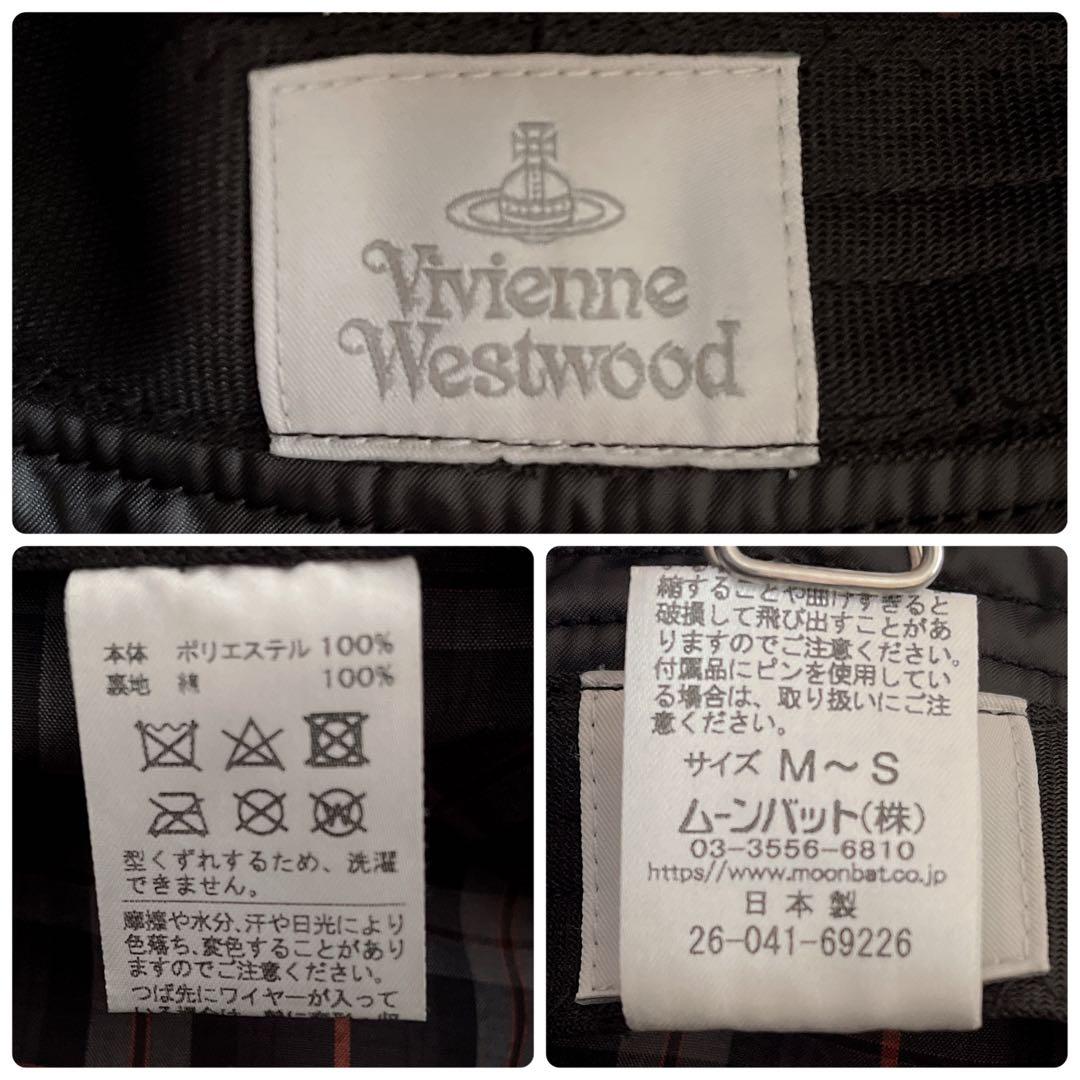 Vivienne
Westwood
本体 ポリエステル 100%
裏地 綿 100%
型くずれするため、洗濯
できません。
摩擦や水分、汗や日光により
色落ち、変色することがあり
ますのでご注意ください。
つば先にワイヤーが入って
いる場合は、
縮することや曲げすぎると
破損して飛び出すことがあ
りますのでご注意ください。
付属品にピンを使用してい
る場合は、取り扱いにご注
意ください。
サイズ M～S
ムーンバット(株)
03-3556-6810
https//www.moonbat.co.jp
日本製
26-041-69226